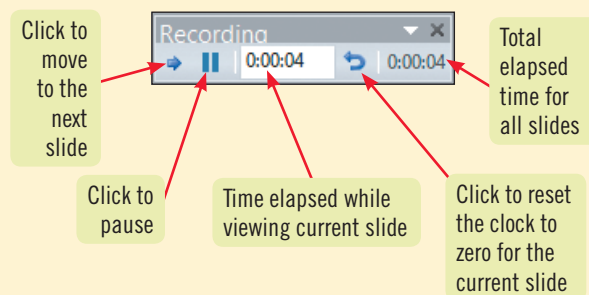 Click to
move
to the
next
slide
Recording
0:00:04
0:00:04
Total
elapsed
time for
all slides
Click to
pause
Time elapsed while
viewing current slide
Click to reset
the clock to
zero for the
current slide